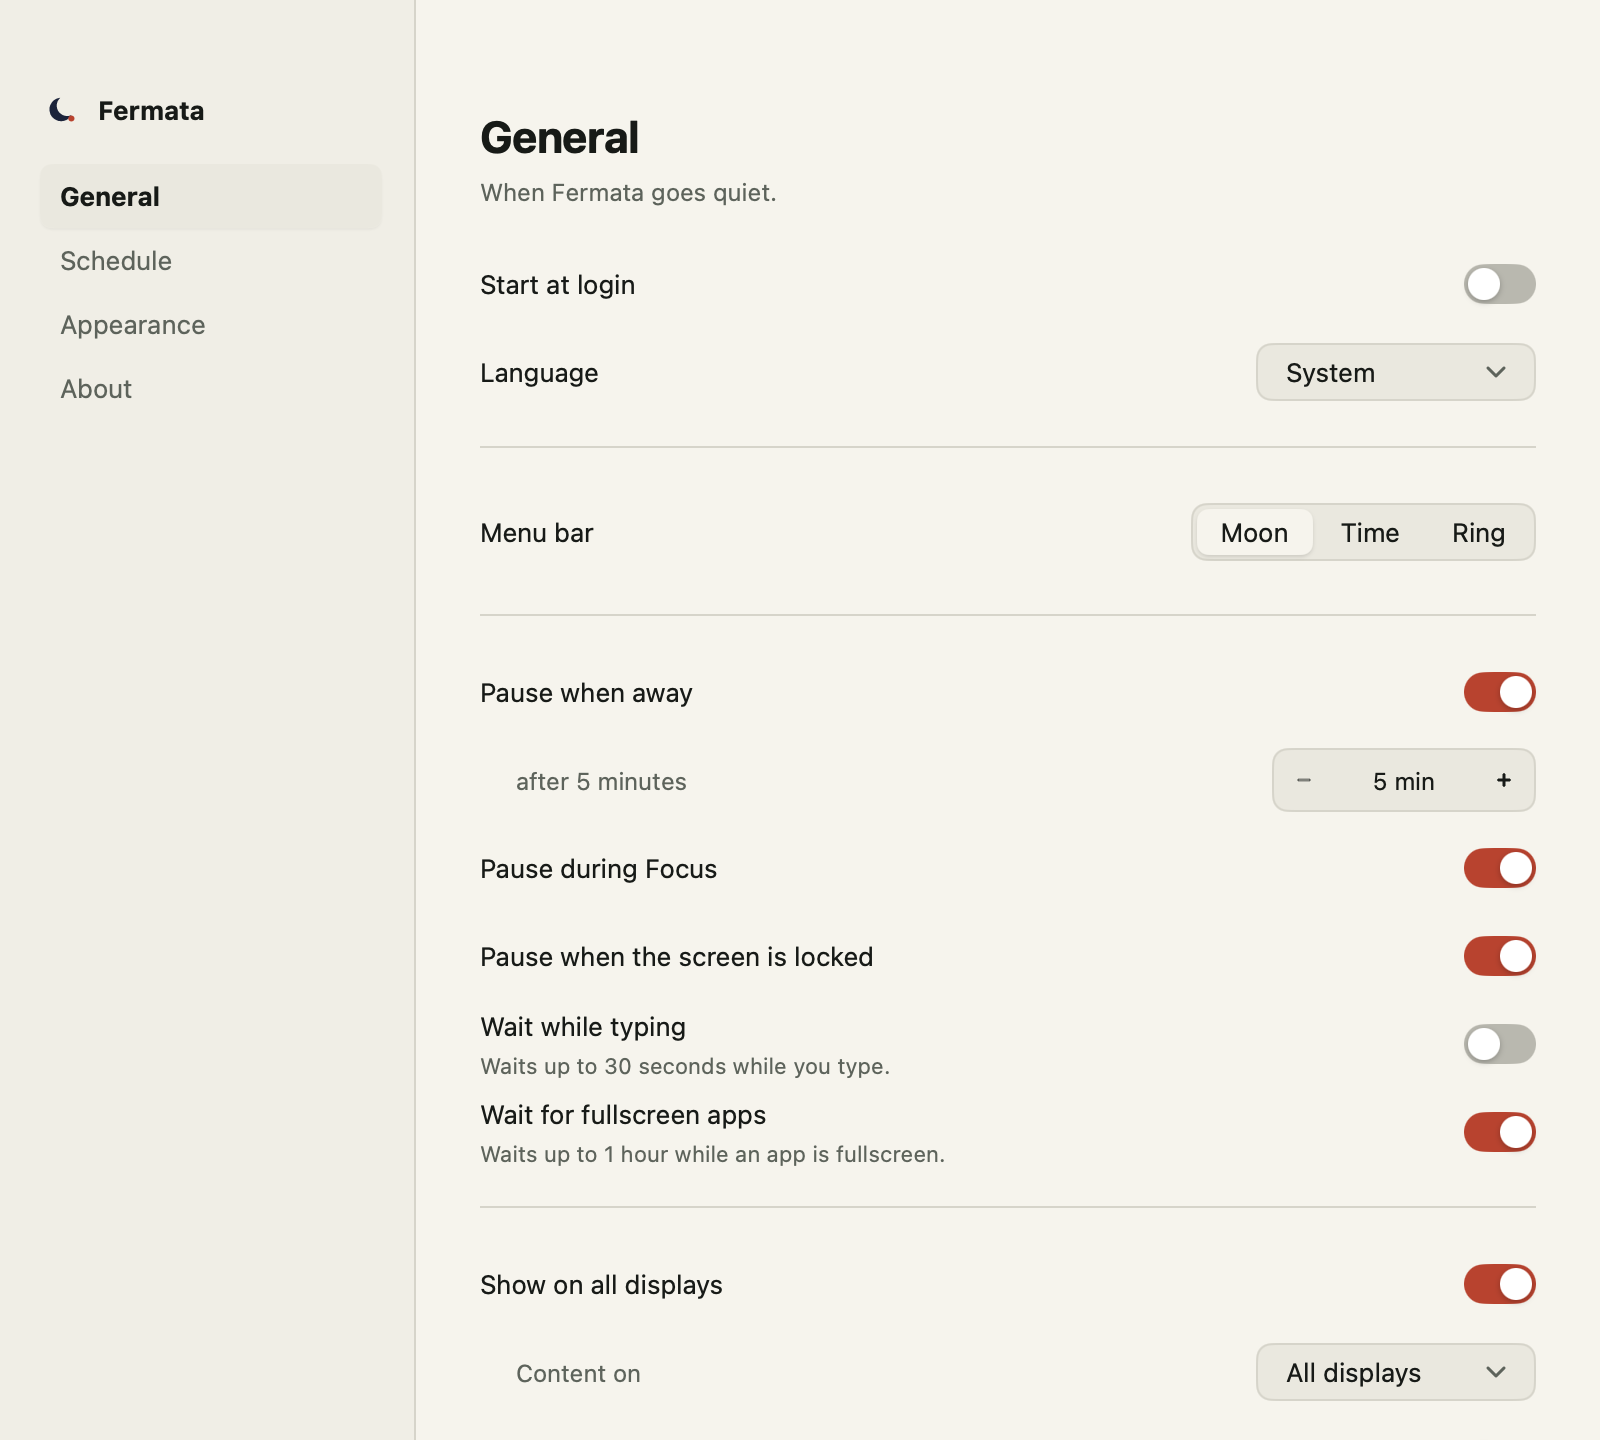 Fermata
General
Schedule
Appearance
About
General
When Fermata goes quiet.
Start at login
Language
System
Menu bar
Moon Time Ring
Pause when away
after 5 minutes
− 5 min +
Pause during Focus
Pause when the screen is locked
Wait while typing
Waits up to 30 seconds while you type.
Wait for fullscreen apps
Waits up to 1 hour while an app is fullscreen.
Show on all displays
Content on
All displays